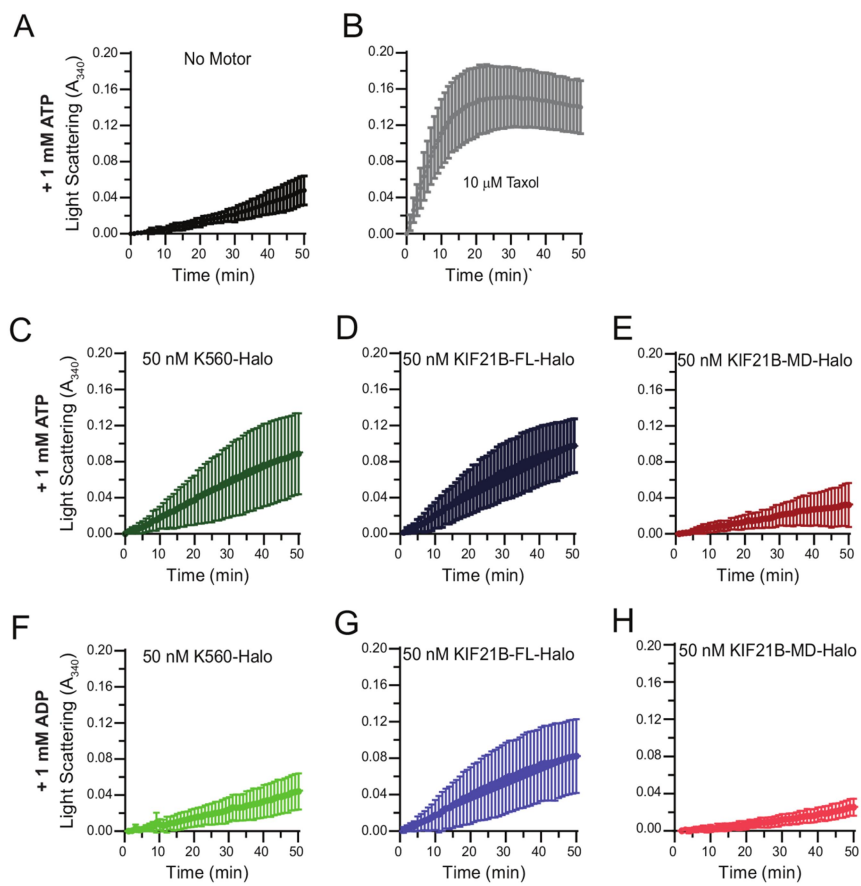 A
No Motor
+ 1 mM ATP
Light Scattering (A340)
0.20
0.16
0.12
0.08
0.04
0.00
0 10 20 30 40 50
Time (min)
B
0.20
0.16
0.12
0.08
0.04
0.00
10 μM Taxol
0 10 20 30 40 50
Time (min)`
C
50 nM K560-Halo
+ 1 mM ATP
Light Scattering (A340)
0.20
0.16
0.12
0.08
0.04
0.00
0 10 20 30 40 50
Time (min)
D
50 nM KIF21B-FL-Halo
0.20
0.16
0.12
0.08
0.04
0.00
0 10 20 30 40 50
Time (min)
E
50 nM KIF21B-MD-Halo
0.20
0.16
0.12
0.08
0.04
0.00
0 10 20 30 40 50
Time (min)
F
50 nM K560-Halo
+ 1 mM ADP
Light Scattering (A340)
0.20
0.16
0.12
0.08
0.04
0.00
0 10 20 30 40 50
Time (min)
G
50 nM KIF21B-FL-Halo
0.20
0.16
0.12
0.08
0.04
0.00
0 10 20 30 40 50
Time (min)
H
50 nM KIF21B-MD-Halo
0.20
0.16
0.12
0.08
0.04
0.00
0 10 20 30 40 50
Time (min)